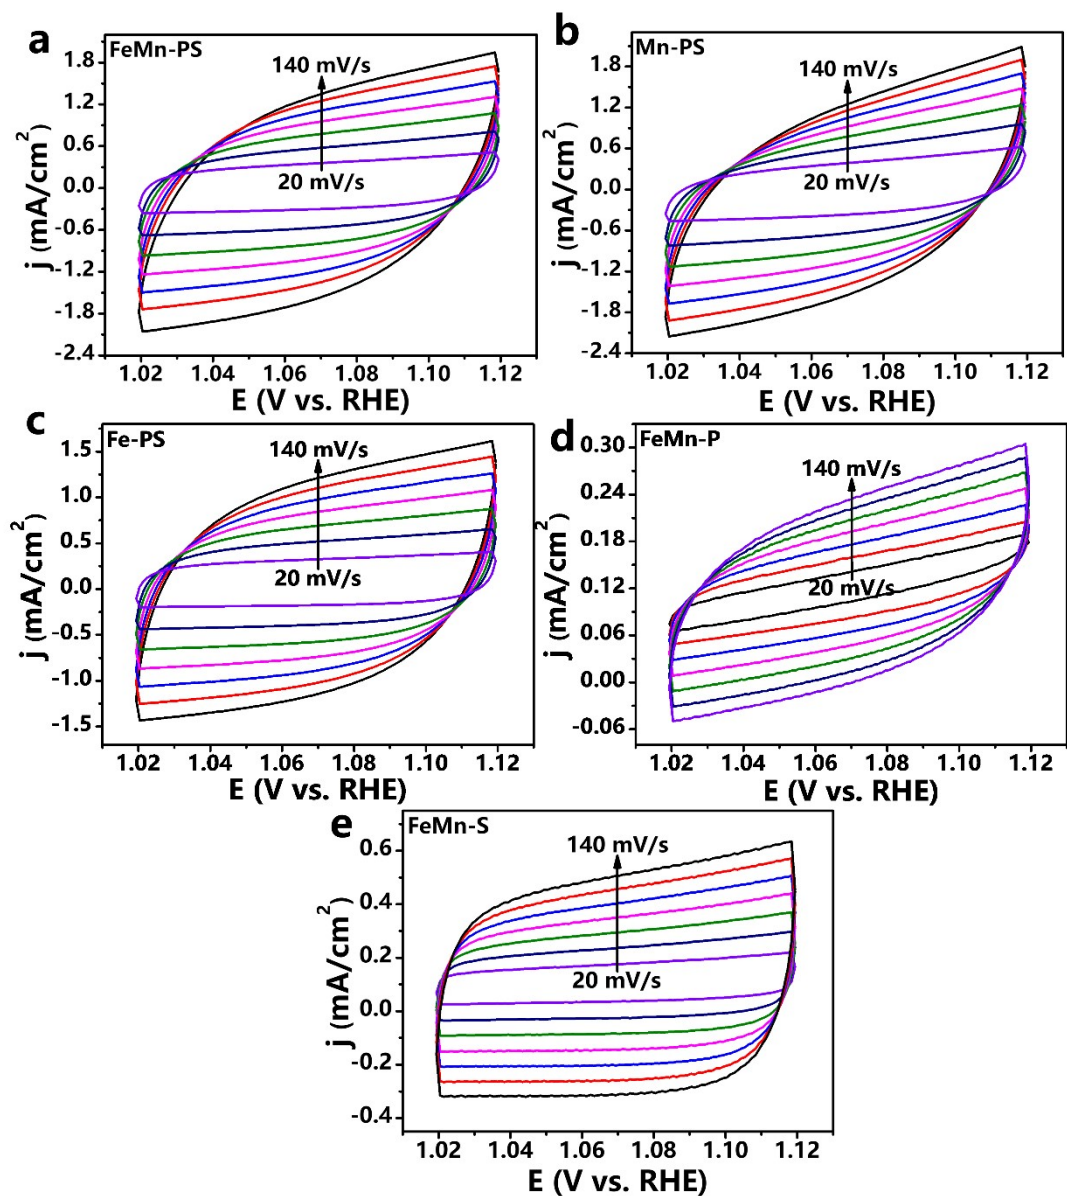 a
FeMn-PS
140 mV/s
20 mV/s
1.8
1.2
0.6
0.0
-0.6
-1.2
-1.8
-2.4
j (mA/cm²)
1.02 1.04 1.06 1.08 1.10 1.12
E (V vs. RHE)
b
Mn-PS
140 mV/s
20 mV/s
1.8
1.2
0.6
0.0
-0.6
-1.2
-1.8
-2.4
j (mA/cm²)
1.02 1.04 1.06 1.08 1.10 1.12
E (V vs. RHE)
c
Fe-PS
140 mV/s
20 mV/s
1.5
1.0
0.5
0.0
-0.5
-1.0
-1.5
j (mA/cm²)
1.02 1.04 1.06 1.08 1.10 1.12
E (V vs. RHE)
d
FeMn-P
140 mV/s
20 mV/s
0.30
0.24
0.18
0.12
0.06
0.00
-0.06
j (mA/cm²)
1.02 1.04 1.06 1.08 1.10 1.12
E (V vs. RHE)
e
FeMn-S
140 mV/s
20 mV/s
0.6
0.4
0.2
0.0
-0.2
-0.4
j (mA/cm²)
1.02 1.04 1.06 1.08 1.10 1.12
E (V vs. RHE)